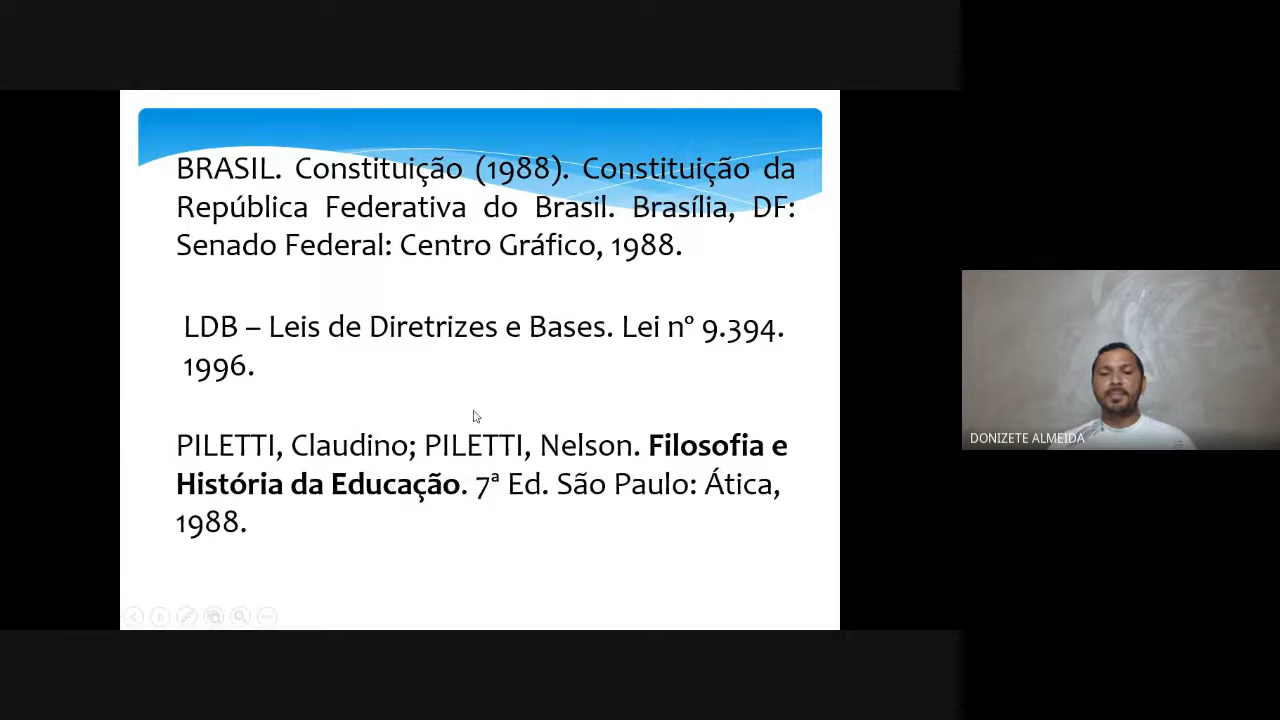 BRASIL. Constituição (1988). Constituição da
República Federativa do Brasil. Brasília, DF:
Senado Federal: Centro Gráfico, 1988.
LDB – Leis de Diretrizes e Bases. Lei nº 9.394.
1996.
PILETTI, Claudino; PILETTI, Nelson. Filosofia e
História da Educação. 7ª Ed. São Paulo: Ática,
1988.
DONIZETE ALMEIDA